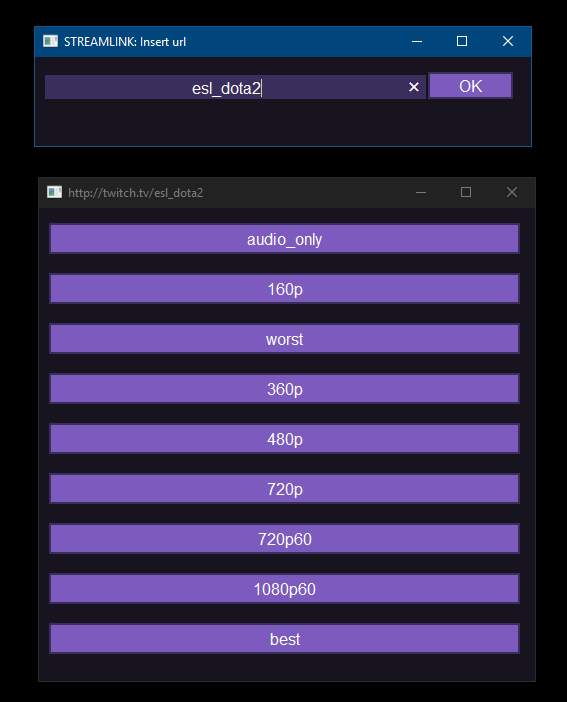 STREAMLINK: Insert url
esl_dota2
OK
http://twitch.tv/esl_dota2
audio_only
160p
worst
360p
480p
720p
720p60
1080p60
best